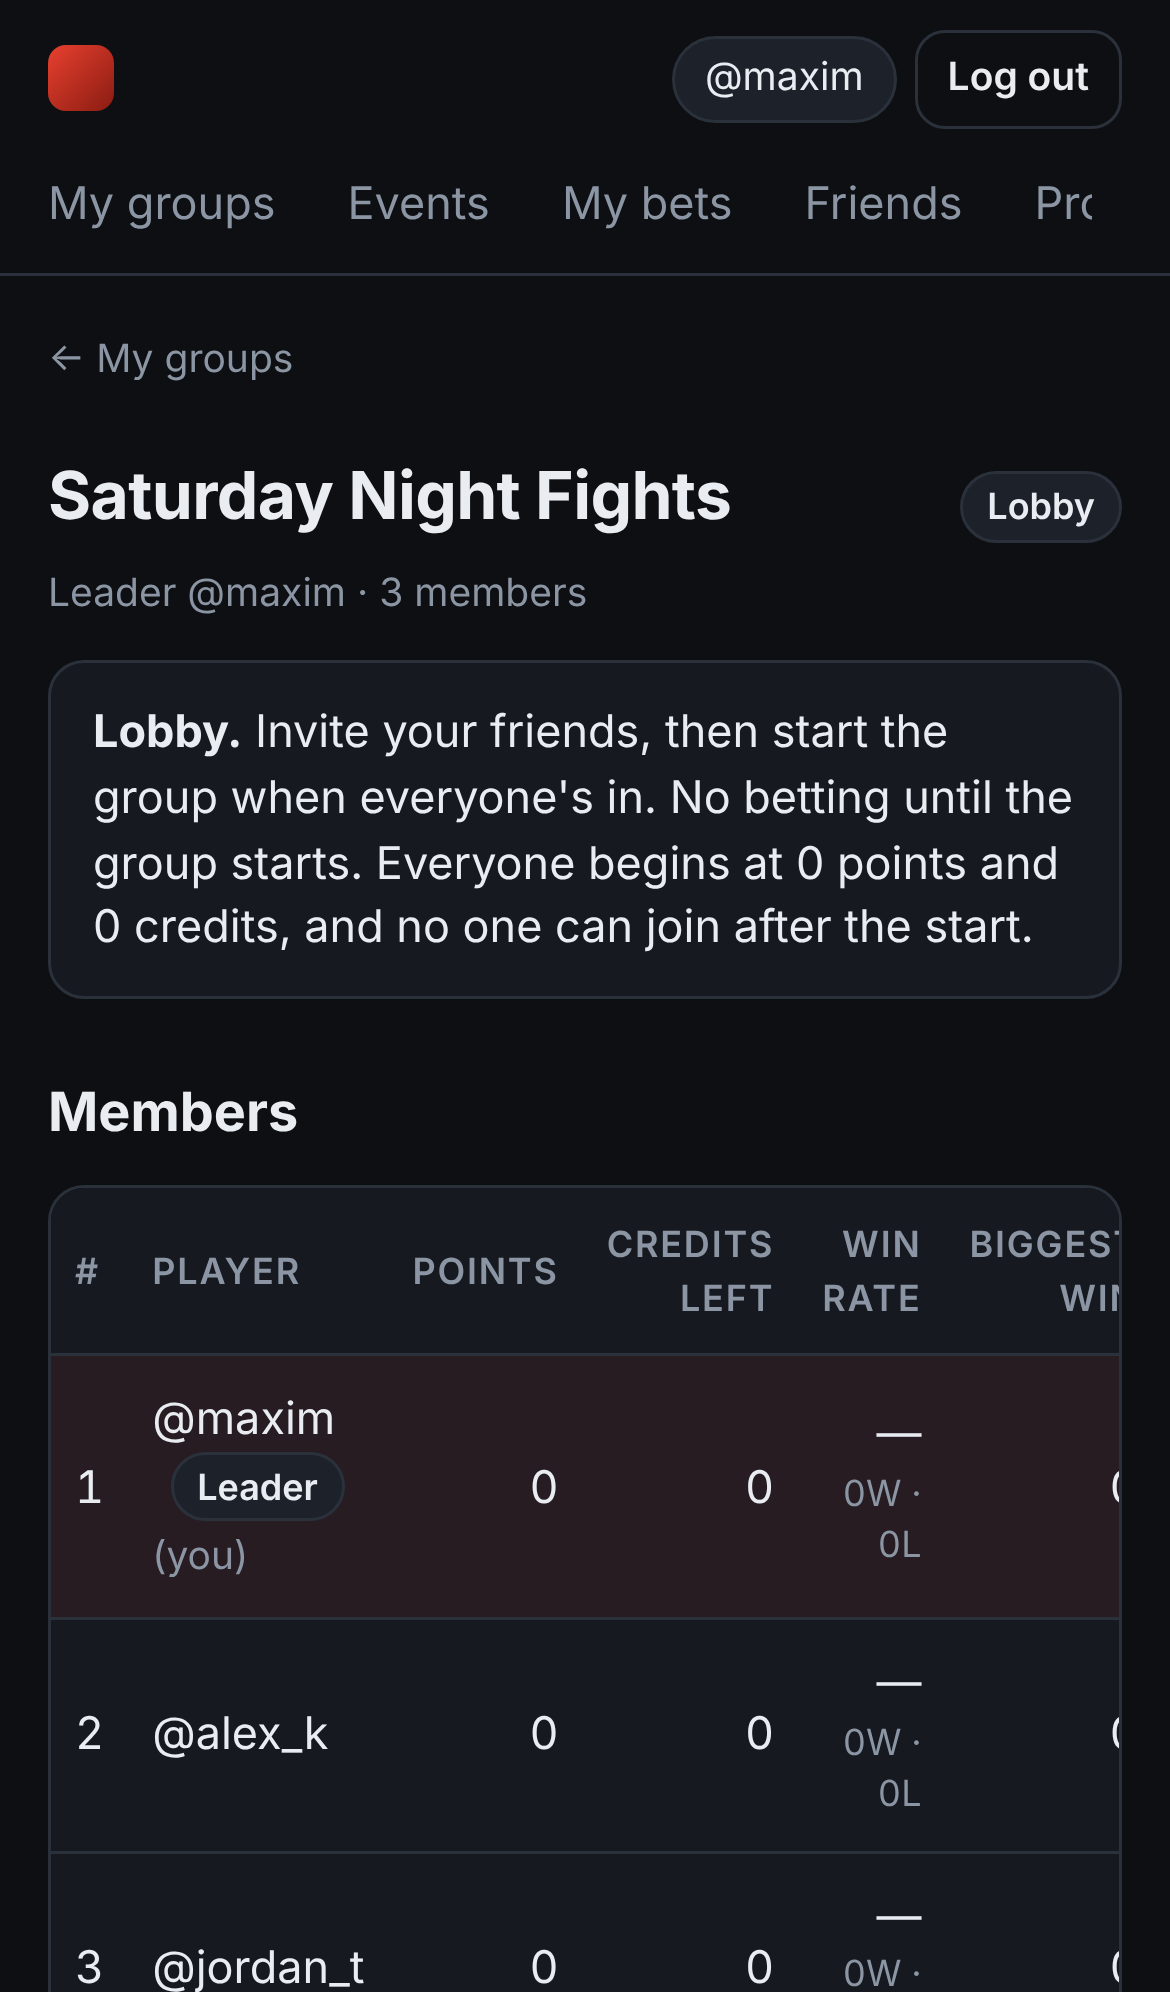 @maxim
Log out
My groups
Events
My bets
Friends
← My groups
Saturday Night Fights
Lobby
Leader @maxim · 3 members
Lobby. Invite your friends, then start the
group when everyone's in. No betting until the
group starts. Everyone begins at 0 points and
0 credits, and no one can join after the start.
Members
# PLAYER POINTS CREDITS LEFT WIN RATE BIGGEST WIN
1 @maxim Leader (you) 0 0 — 0W · 0L
2 @alex_k 0 0 — 0W · 0L
3 @jordan_t 0 0 — 0W ·